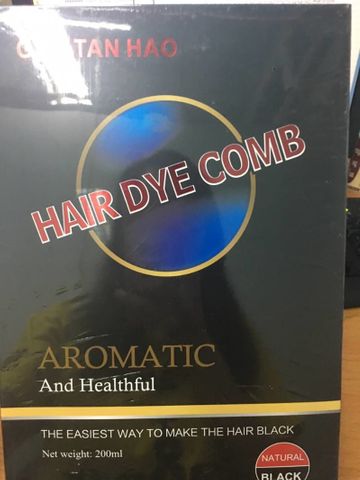 TAN HAO
HAIR DYE COMB
AROMATIC
And Healthful
THE EASIEST WAY TO MAKE THE HAIR BLACK
Net weight: 200ml
NATURAL
BLACK